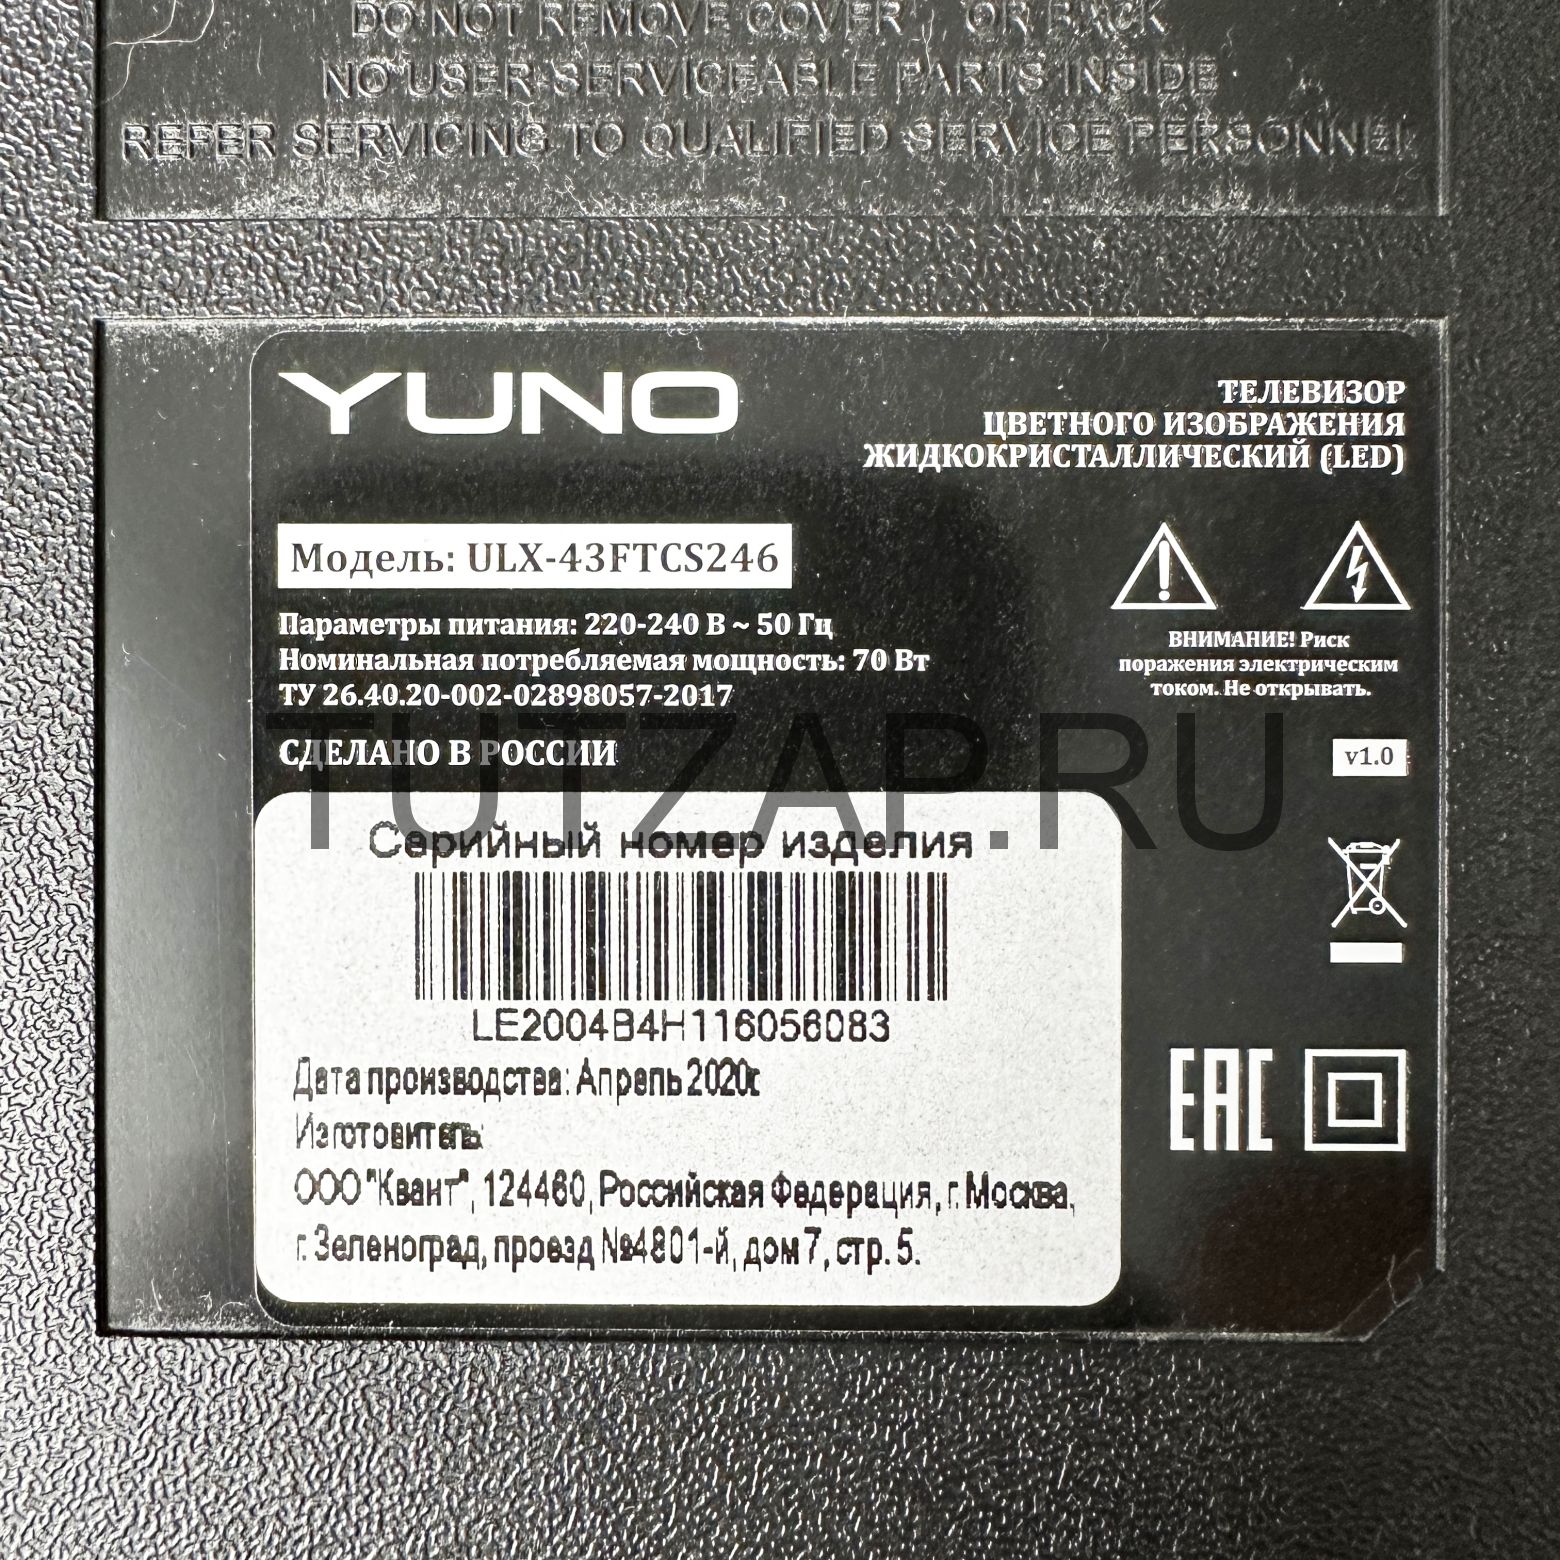 DO NOT REMOVE COVER, OR BACK
NO USER-SERVICEABLE PARTS INSIDE
REFER SERVICING TO QUALIFIED SERVICE PERSONNEL
YUNO
ТЕЛЕВИЗОР
ЦВЕТНОГО ИЗОБРАЖЕНИЯ
ЖИДКОКРИСТАЛЛИЧЕСКИЙ (LED)
Модель: ULX-43FTCS246
Параметры питания: 220-240 В ~ 50 Гц
Номинальная потребляемая мощность: 70 Вт
ТУ 26.40.20-002-02898057-2017
СДЕЛАНО В РОССИИ
ВНИМАНИЕ! Риск
поражения электрическим
током. Не открывать.
v1.0
TUTZAP.RU
Серийный номер изделия
LE2004B4H116056083
Дата производства: Апрель 2020г.
Изготовитель:
ООО "Квант", 124460, Российская Федерация, г. Москва,
г. Зеленоград, проезд №4801-й, дом 7, стр. 5.
EAC